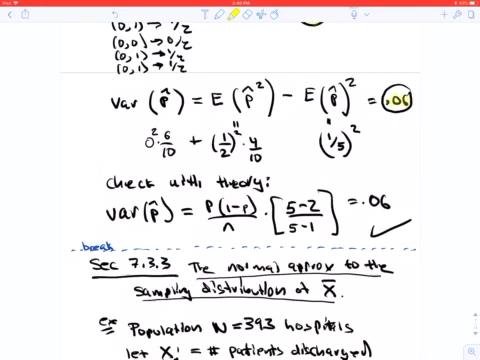 2:40 PM
(0,1) → 1/2
(0,0) → 0/2
(0,1) → 1/2
(0,1) → 1/2
var (p̂) = E (p̂²) − E (p̂)² = .06
0² · 6/10 + (1/2)² · 4/10 (1/5)²
check with theory:
var (p̂) = p(1-p)/n · [5-2/5-1] = .06 ✓
break
Sec 7.3.3 The normal approx to the
sampling distribution of X̄.
ex Population N = 393 hospitals
let Xi = # patients discharged